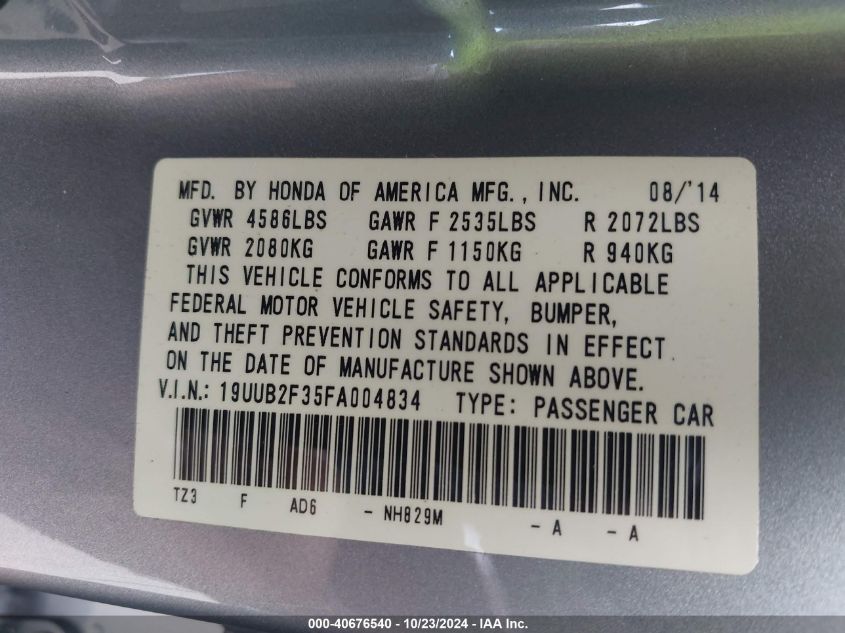 MFD. BY HONDA OF AMERICA MFG., INC. 08/'14
GVWR 4586LBS GAWR F 2535LBS R 2072LBS
GVWR 2080KG GAWR F 1150KG R 940KG
THIS VEHICLE CONFORMS TO ALL APPLICABLE
FEDERAL MOTOR VEHICLE SAFETY, BUMPER,
AND THEFT PREVENTION STANDARDS IN EFFECT
ON THE DATE OF MANUFACTURE SHOWN ABOVE.
V.I.N.: 19UUB2F35FA004834 TYPE: PASSENGER CAR
TZ3 F AD6 - NH829M - A - A
000-40676540 - 10/23/2024 - IAA Inc.